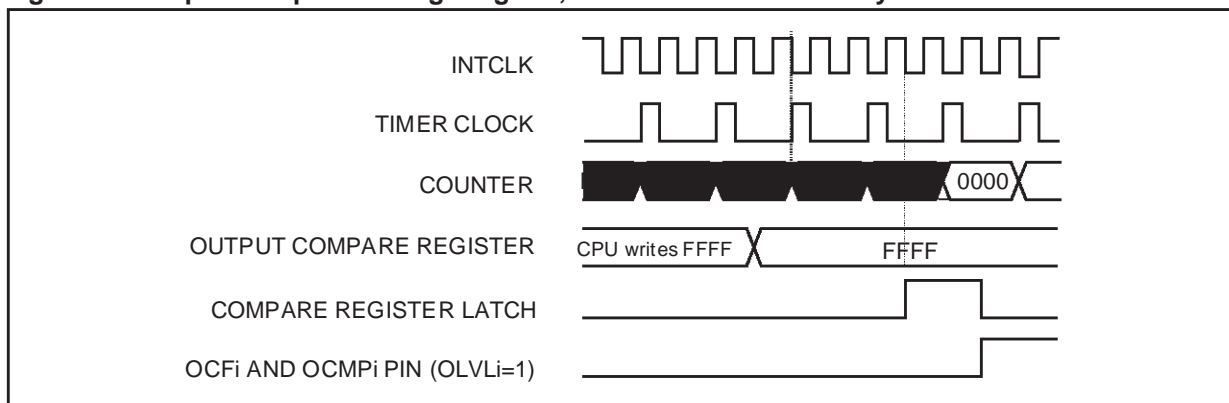 INTCLK
TIMER CLOCK
COUNTER
0000
OUTPUT COMPARE REGISTER
CPU writes FFFF
FFFF
COMPARE REGISTER LATCH
OCFi AND OCMPi PIN (OLVLi=1)